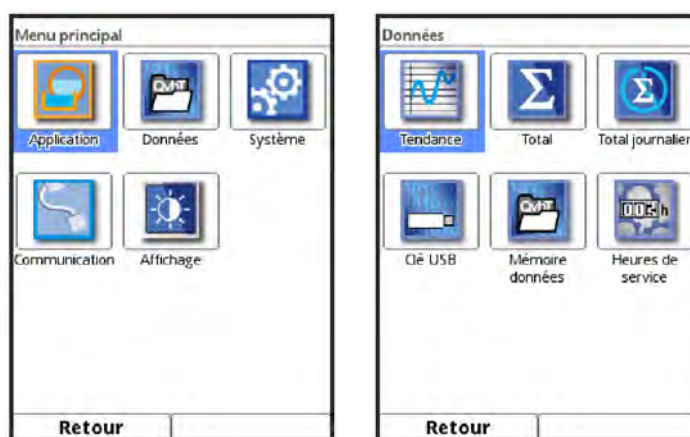 Menu principal
Application Données Système
Communication Affichage
Retour
Données
Tendance Total Total journalier
Clé USB Mémoire données Heures de service
Retour